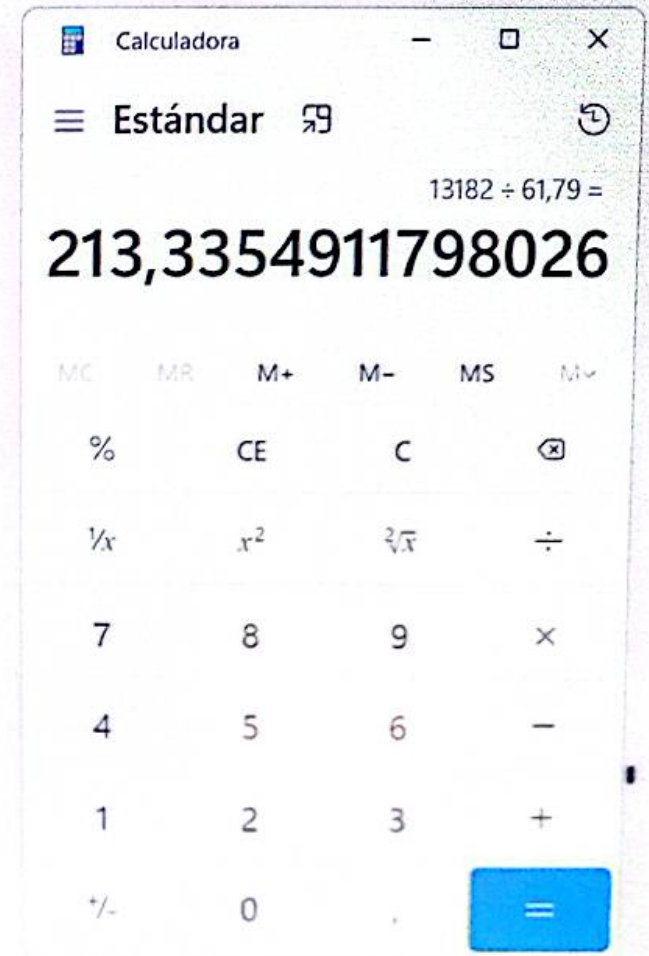 Calculadora
Estándar
13182 ÷ 61,79 =
213,3354911798026
MC MR M+ M- MS M
% CE C
1/x x² ²√x ÷
7 8 9 ×
4 5 6 −
1 2 3 +
+/- 0 , =